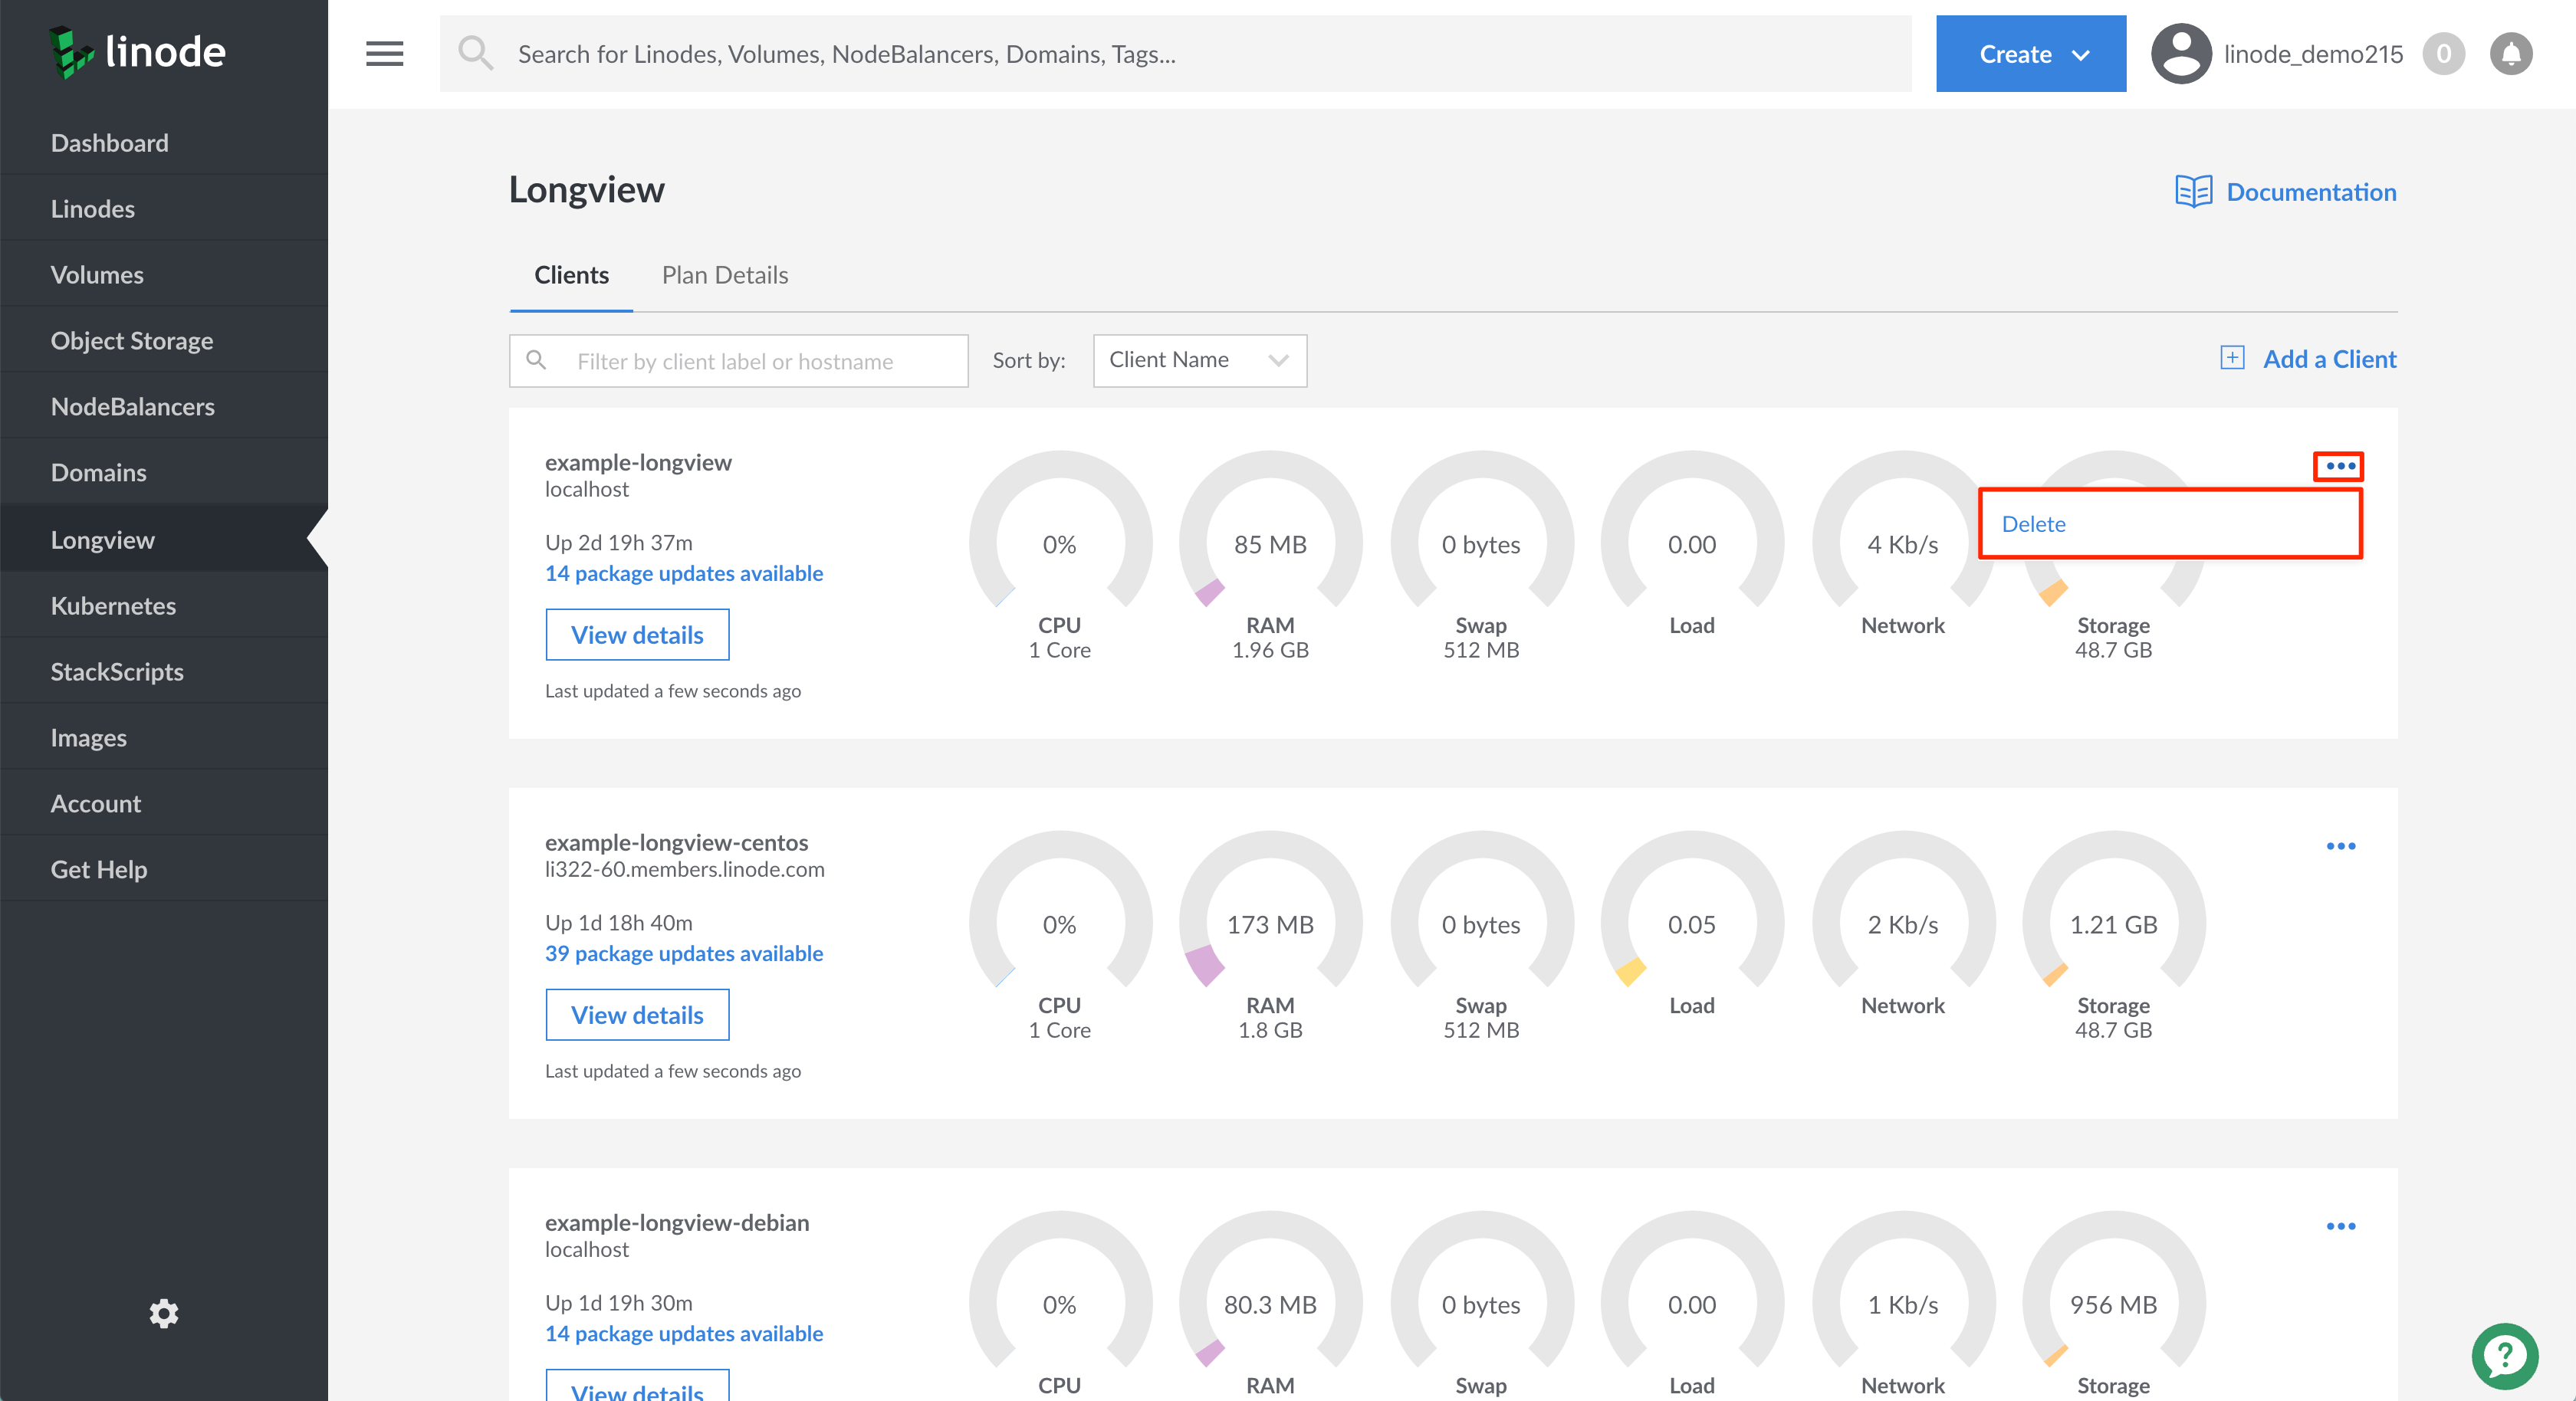 linode
Search for Linodes, Volumes, NodeBalancers, Domains, Tags...
Create
linode_demo215
0
Dashboard
Linodes
Volumes
Object Storage
NodeBalancers
Domains
Longview
Kubernetes
StackScripts
Images
Account
Get Help
Longview
Documentation
Clients
Plan Details
Filter by client label or hostname
Sort by:
Client Name
Add a Client
example-longview
localhost
Up 2d 19h 37m
14 package updates available
View details
Last updated a few seconds ago
0%
CPU
1 Core
85 MB
RAM
1.96 GB
0 bytes
Swap
512 MB
0.00
Load
4 Kb/s
Network
Storage
48.7 GB
Delete
example-longview-centos
li322-60.members.linode.com
Up 1d 18h 40m
39 package updates available
View details
Last updated a few seconds ago
0%
CPU
1 Core
173 MB
RAM
1.8 GB
0 bytes
Swap
512 MB
0.05
Load
2 Kb/s
Network
1.21 GB
Storage
48.7 GB
example-longview-debian
localhost
Up 1d 19h 30m
14 package updates available
View details
0%
CPU
80.3 MB
RAM
0 bytes
Swap
0.00
Load
1 Kb/s
Network
956 MB
Storage
?